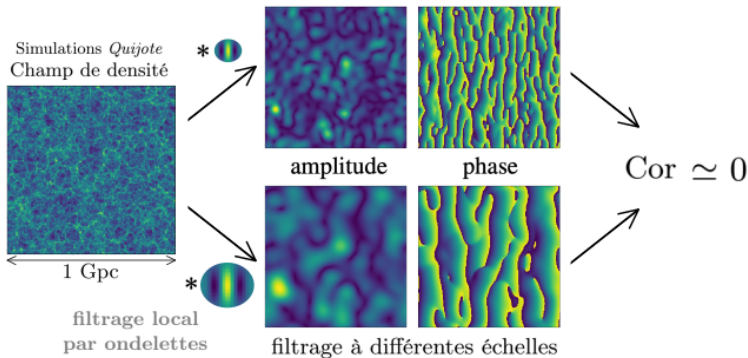 Simulations Quijote
Champ de densité
1 Gpc
filtrage local
par ondelettes
*
*
amplitude
phase
filtrage à différentes échelles
Cor ≃ 0